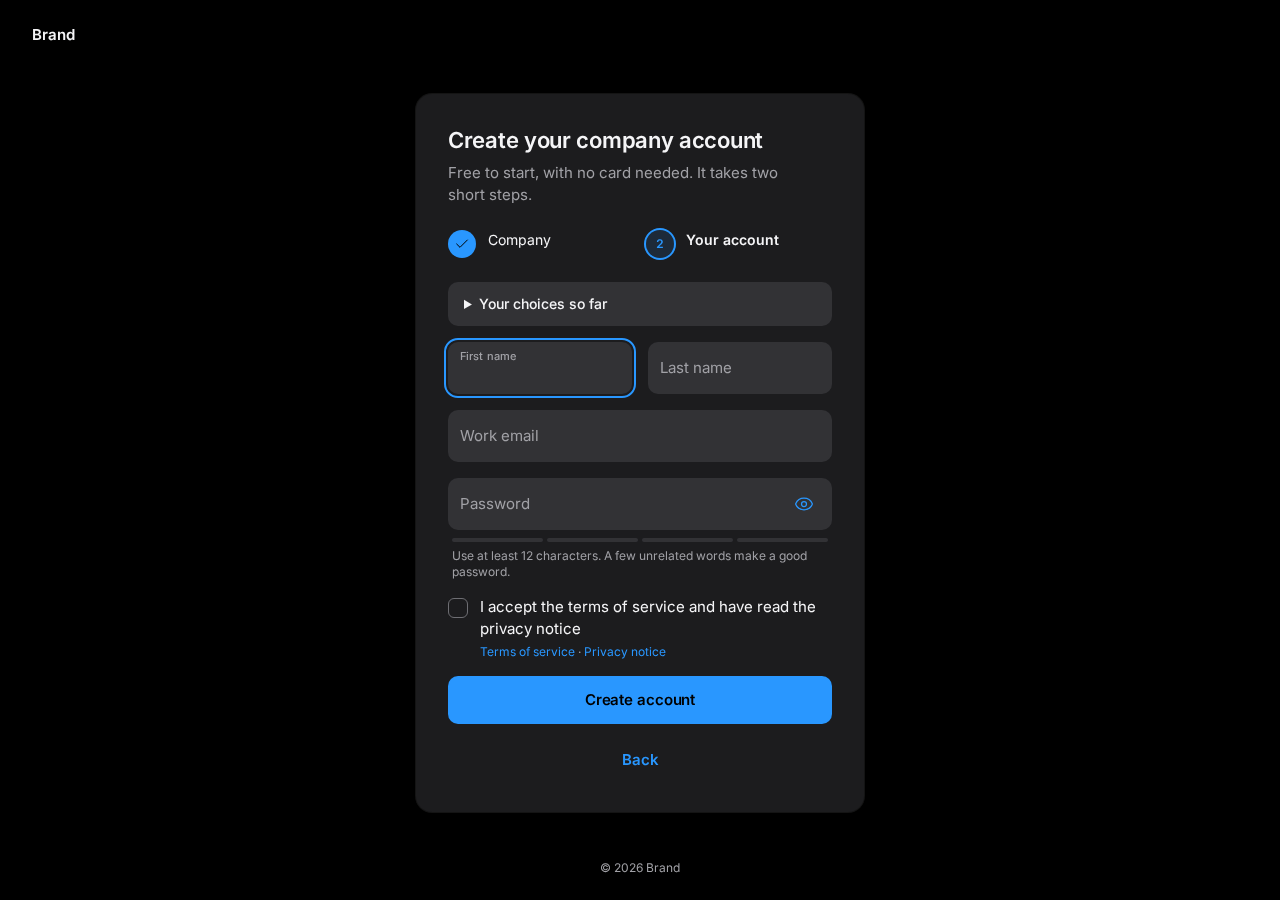 Brand
Create your company account
Free to start, with no card needed. It takes two
short steps.
Company
2
Your account
Your choices so far
First name
Last name
Work email
Password
Use at least 12 characters. A few unrelated words make a good
password.
I accept the terms of service and have read the
privacy notice
Terms of service · Privacy notice
Create account
Back
© 2026 Brand